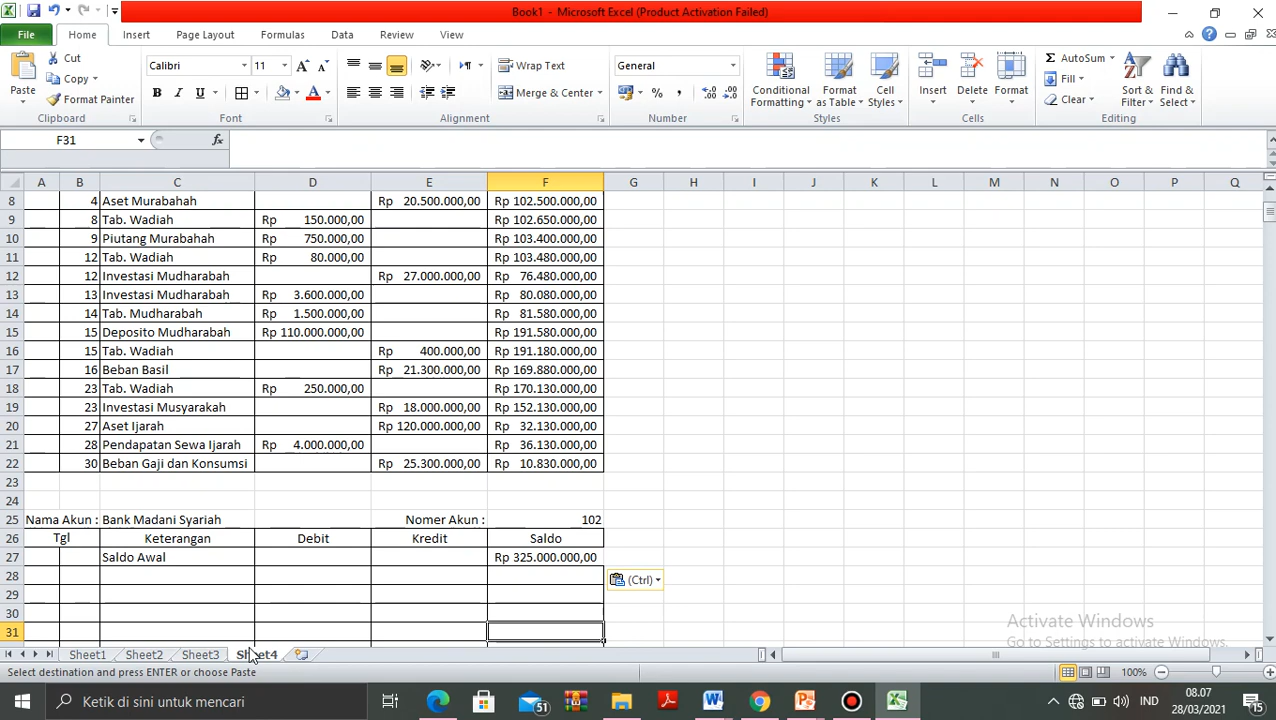 Book1 - Microsoft Excel (Product Activation Failed)
File Home Insert Page Layout Formulas Data Review View
Paste Cut Copy Format Painter Clipboard
Calibri 11 Font
Wrap Text Merge & Center Alignment
General Number
Conditional Formatting Format as Table Cell Styles Styles
Insert Delete Format Cells
AutoSum Fill Clear Sort & Filter Find & Select Editing
F31 fx
A B C D E F G H I J K L M N O P Q
8 4 Aset Murabahah Rp 20.500.000,00 Rp 102.500.000,00
9 8 Tab. Wadiah Rp 150.000,00 Rp 102.650.000,00
10 9 Piutang Murabahah Rp 750.000,00 Rp 103.400.000,00
11 12 Tab. Wadiah Rp 80.000,00 Rp 103.480.000,00
12 12 Investasi Mudharabah Rp 27.000.000,00 Rp 76.480.000,00
13 13 Investasi Mudharabah Rp 3.600.000,00 Rp 80.080.000,00
14 14 Tab. Mudharabah Rp 1.500.000,00 Rp 81.580.000,00
15 15 Deposito Mudharabah Rp 110.000.000,00 Rp 191.580.000,00
16 15 Tab. Wadiah Rp 400.000,00 Rp 191.180.000,00
17 16 Beban Basil Rp 21.300.000,00 Rp 169.880.000,00
18 23 Tab. Wadiah Rp 250.000,00 Rp 170.130.000,00
19 23 Investasi Musyarakah Rp 18.000.000,00 Rp 152.130.000,00
20 27 Aset Ijarah Rp 120.000.000,00 Rp 32.130.000,00
21 28 Pendapatan Sewa Ijarah Rp 4.000.000,00 Rp 36.130.000,00
22 30 Beban Gaji dan Konsumsi Rp 25.300.000,00 Rp 10.830.000,00
23
24
25 Nama Akun : Bank Madani Syariah Nomer Akun : 102
26 Tgl Keterangan Debit Kredit Saldo
27 Saldo Awal Rp 325.000.000,00
28 (Ctrl)
29
30
31
Activate Windows
Go to Settings to activate Windows.
Sheet1 Sheet2 Sheet3 Sheet4
Select destination and press ENTER or choose Paste 100%
Ketik di sini untuk mencari 51 IND 08.07 28/03/2021 15